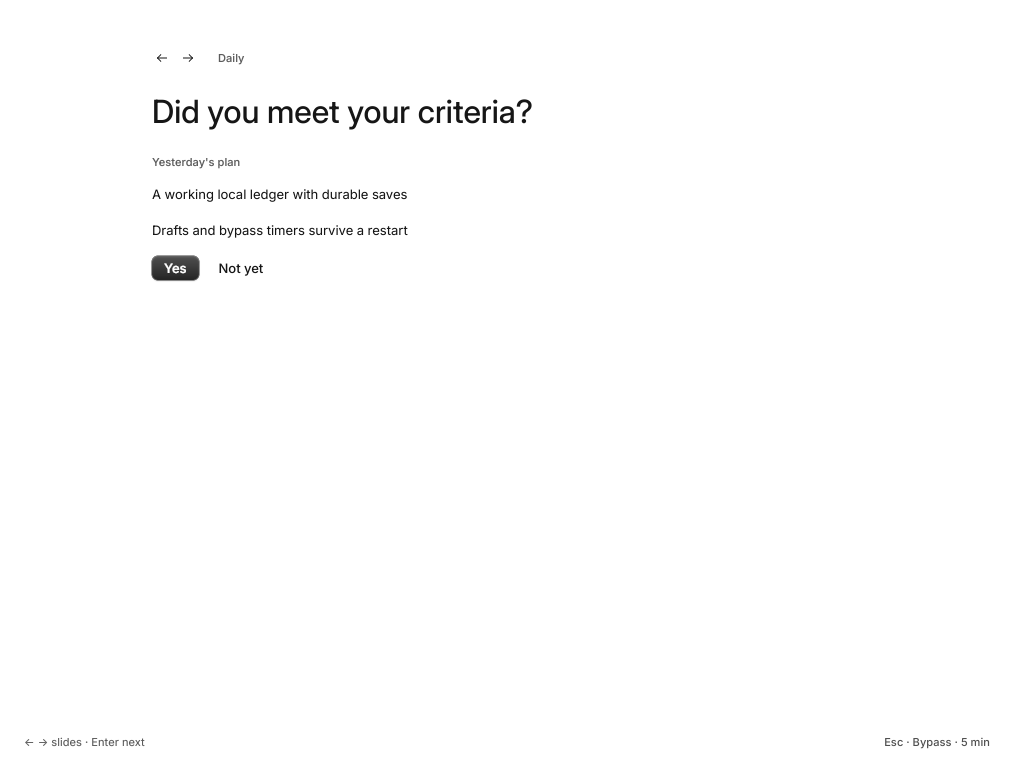 ← → Daily
Did you meet your criteria?
Yesterday's plan
A working local ledger with durable saves
Drafts and bypass timers survive a restart
Yes Not yet
← → slides · Enter next
Esc · Bypass · 5 min